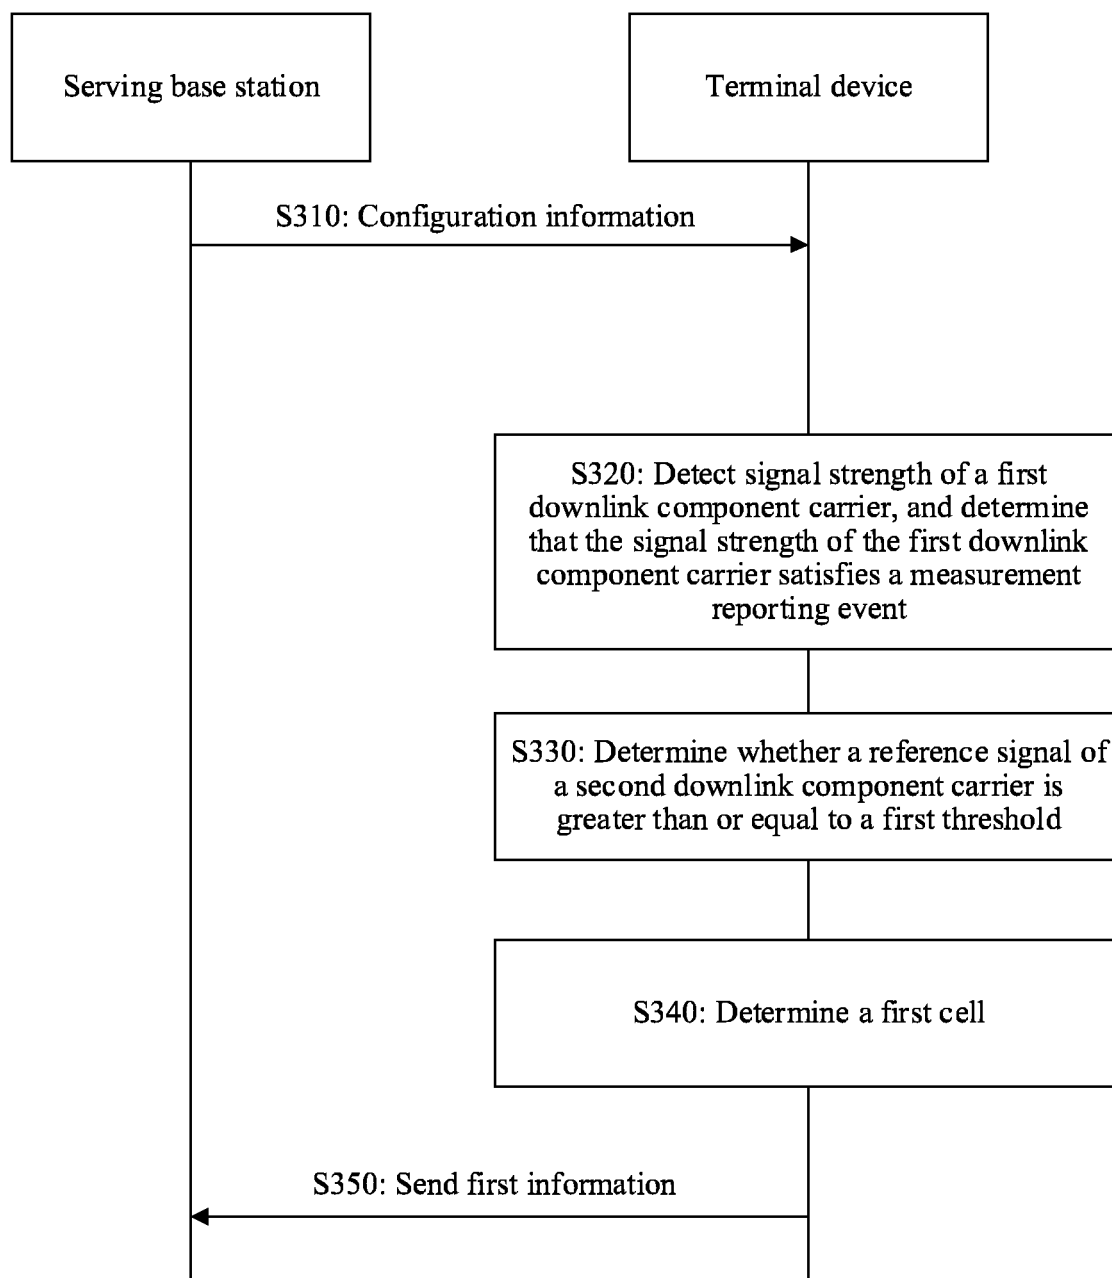 Serving base station
Terminal device
S310: Configuration information
S320: Detect signal strength of a first
downlink component carrier, and determine
that the signal strength of the first downlink
component carrier satisfies a measurement
reporting event
S330: Determine whether a reference signal of
a second downlink component carrier is
greater than or equal to a first threshold
S340: Determine a first cell
S350: Send first information